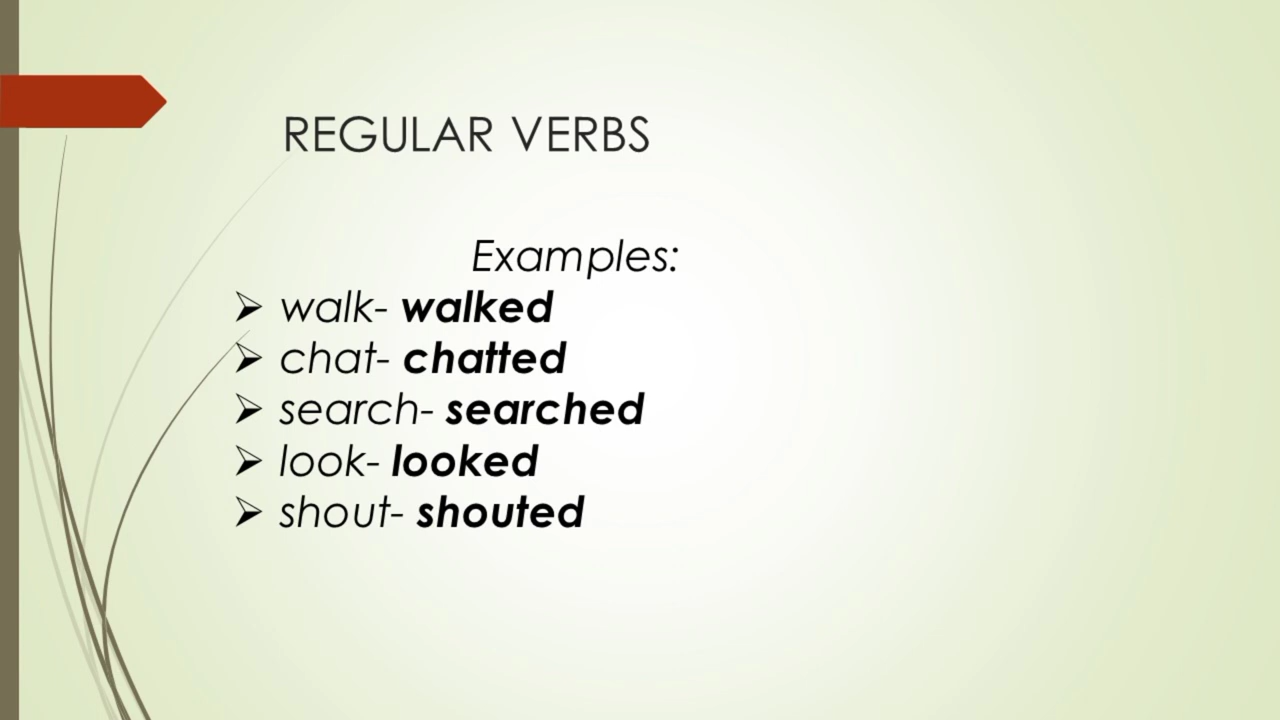 REGULAR VERBS
Examples:
➢ walk- walked
➢ chat- chatted
➢ search- searched
➢ look- looked
➢ shout- shouted